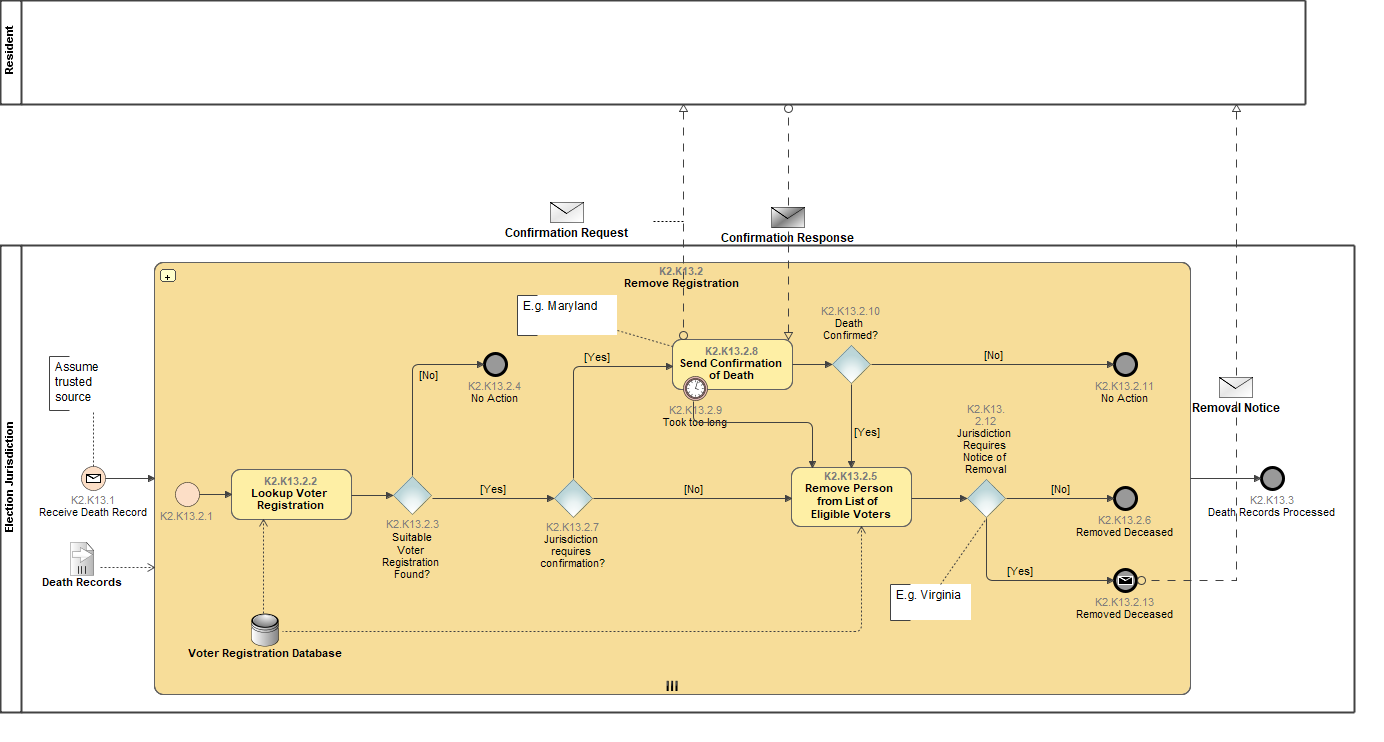 Resident
Confirmation Request
Confirmation Response
Election Jurisdiction
K2.K13.2
Remove Registration
E.g. Maryland
K2.K13.2.10
Death
Confirmed?
K2.K13.2.8
Send Confirmation
of Death
[No]
[Yes]
[No]
Assume
trusted
source
K2.K13.2.4
No Action
K2.K13.2.11
No Action
Removal Notice
K2.K13.2.9
Took too long
K2.K13.
2.12
Jurisdiction
Requires
Notice of
Removal
[Yes]
K2.K13.1
Receive Death Record
K2.K13.2.1
K2.K13.2.2
Lookup Voter
Registration
[Yes]
[No]
K2.K13.2.5
Remove Person
from List of
Eligible Voters
[No]
K2.K13.3
Death Records Processed
K2.K13.2.3
Suitable
Voter
Registration
Found?
K2.K13.2.7
Jurisdiction
requires
confirmation?
K2.K13.2.6
Removed Deceased
Death Records
[Yes]
E.g. Virginia
K2.K13.2.13
Removed Deceased
Voter Registration Database